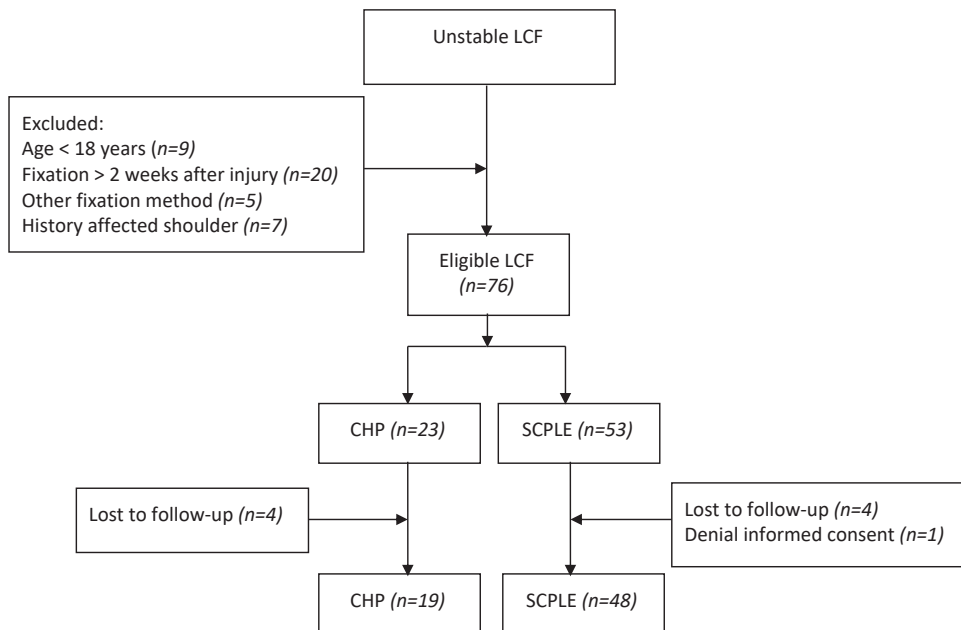 Unstable LCF
Excluded:
Age < 18 years (n=9)
Fixation > 2 weeks after injury (n=20)
Other fixation method (n=5)
History affected shoulder (n=7)
Eligible LCF
(n=76)
CHP (n=23)
SCPLE (n=53)
Lost to follow-up (n=4)
Lost to follow-up (n=4)
Denial informed consent (n=1)
CHP (n=19)
SCPLE (n=48)